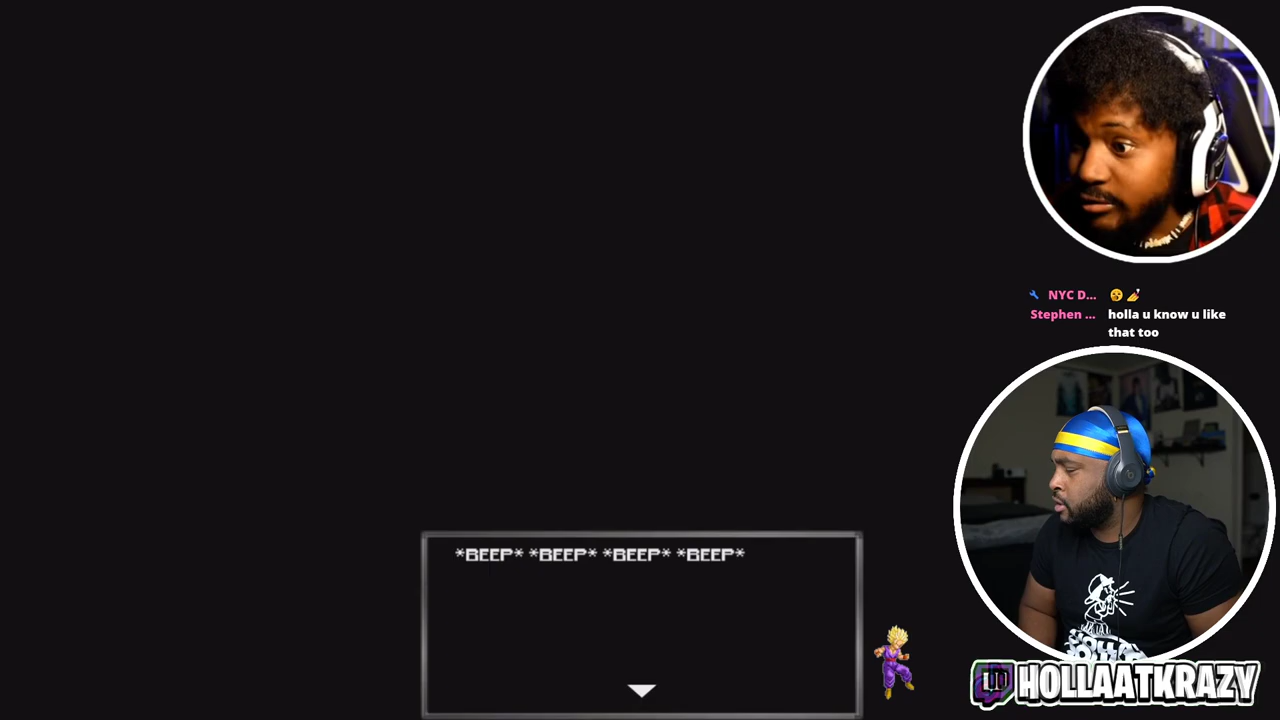 NYC D...
Stephen ... holla u know u like
that too
*BEEP* *BEEP* *BEEP* *BEEP*
HOLLAATKRAZY